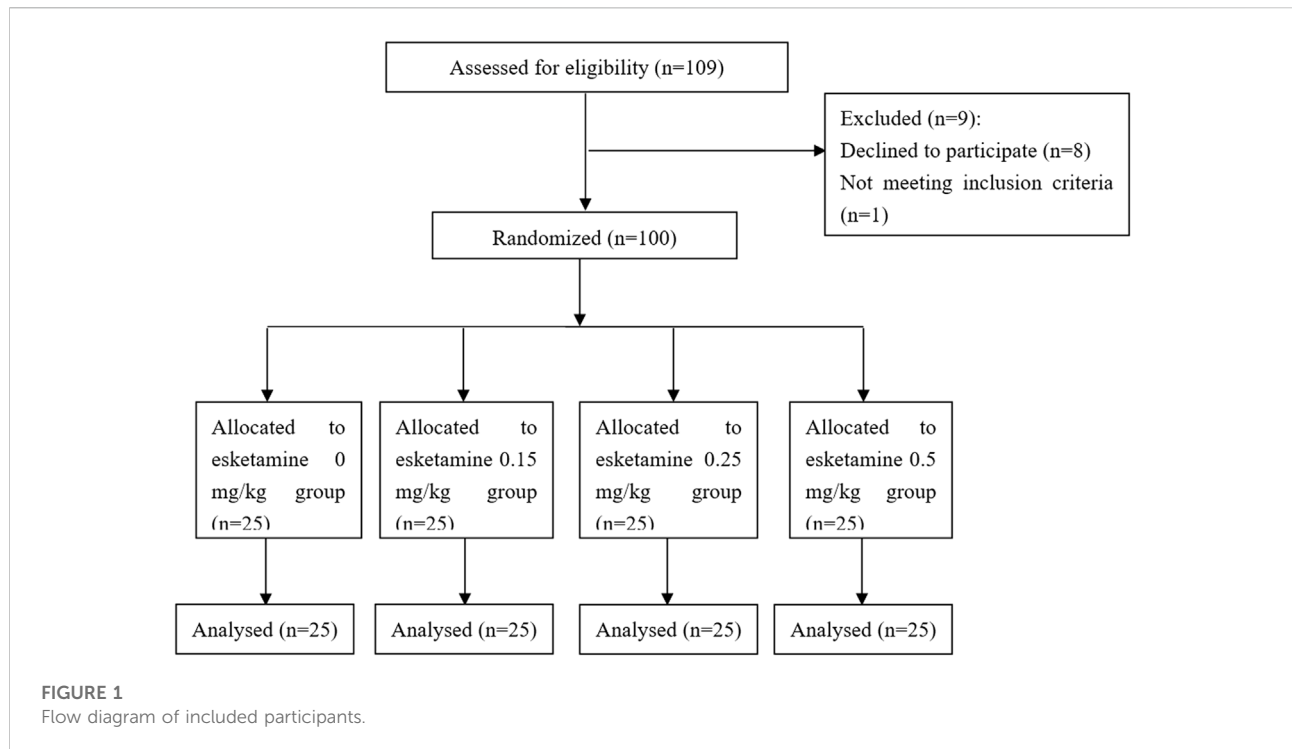 Assessed for eligibility (n=109)
Excluded (n=9):
Declined to participate (n=8)
Not meeting inclusion criteria
(n=1)
Randomized (n=100)
Allocated to
esketamine 0
mg/kg group
(n=25)
Allocated to
esketamine 0.15
mg/kg group
(n=25)
Allocated to
esketamine 0.25
mg/kg group
(n=25)
Allocated to
esketamine 0.5
mg/kg group
(n=25)
Analysed (n=25)
Analysed (n=25)
Analysed (n=25)
Analysed (n=25)
FIGURE 1
Flow diagram of included participants.